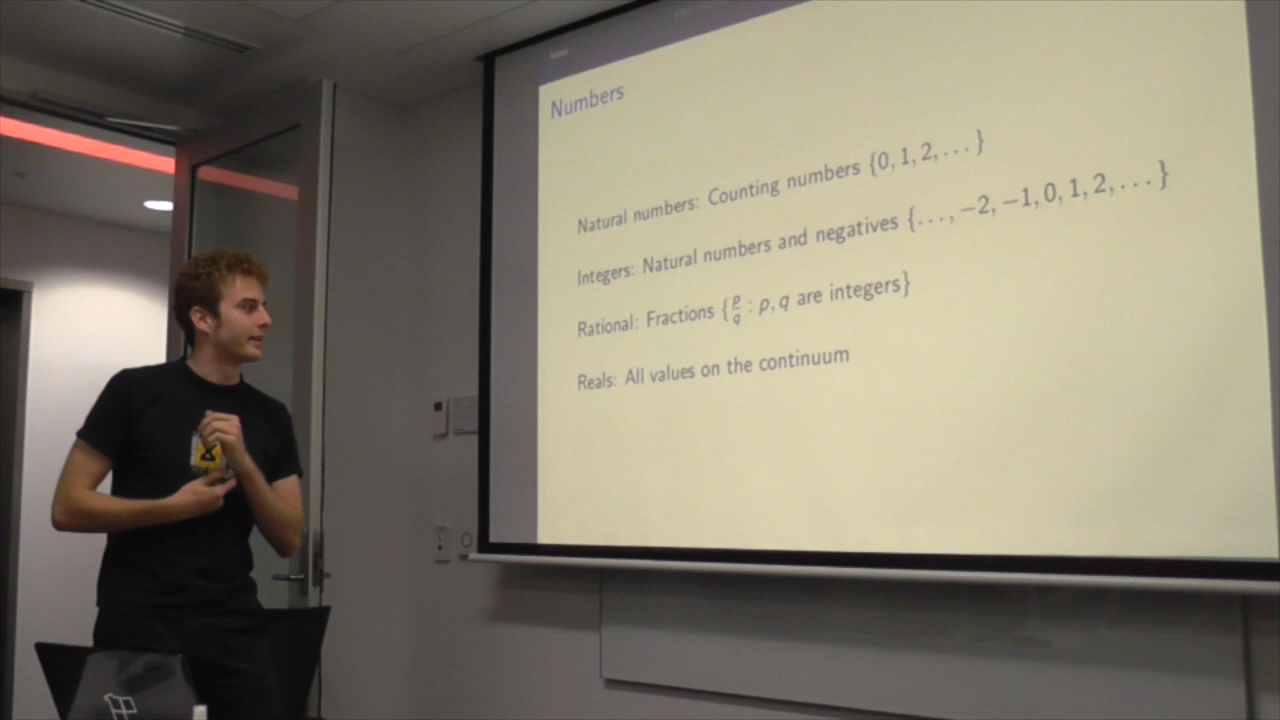 Numbers
Natural numbers: Counting numbers {0, 1, 2, . . . }
Integers: Natural numbers and negatives {. . . , −2, −1, 0, 1, 2, . . . }
Rational: Fractions {p/q : p, q are integers}
Reals: All values on the continuum